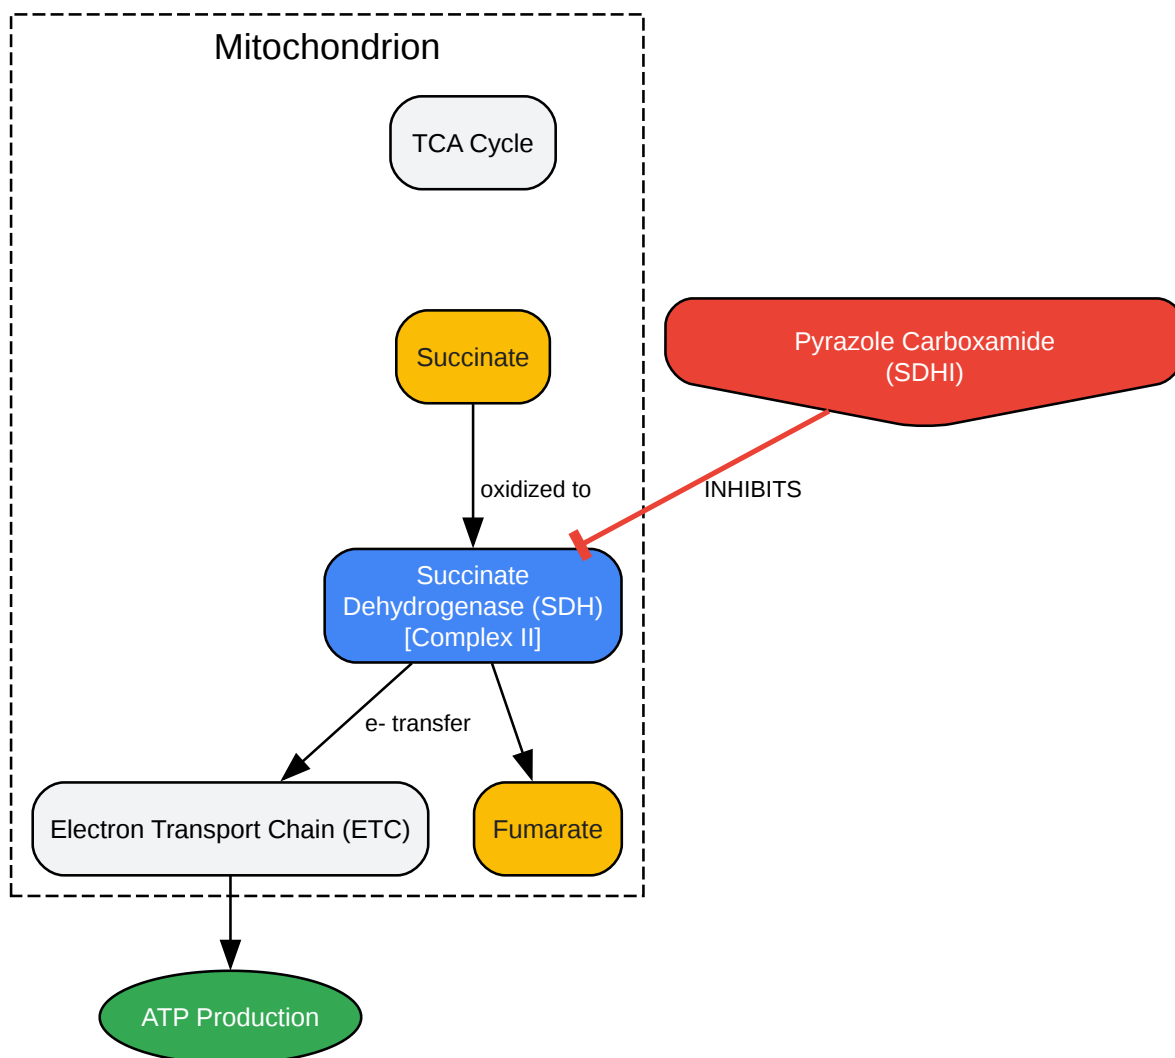 Mitochondrion
TCA Cycle
Succinate
Pyrazole Carboxamide
(SDHI)
oxidized to
INHIBITS
Succinate
Dehydrogenase (SDH)
[Complex II]
e- transfer
Electron Transport Chain (ETC)
Fumarate
ATP Production